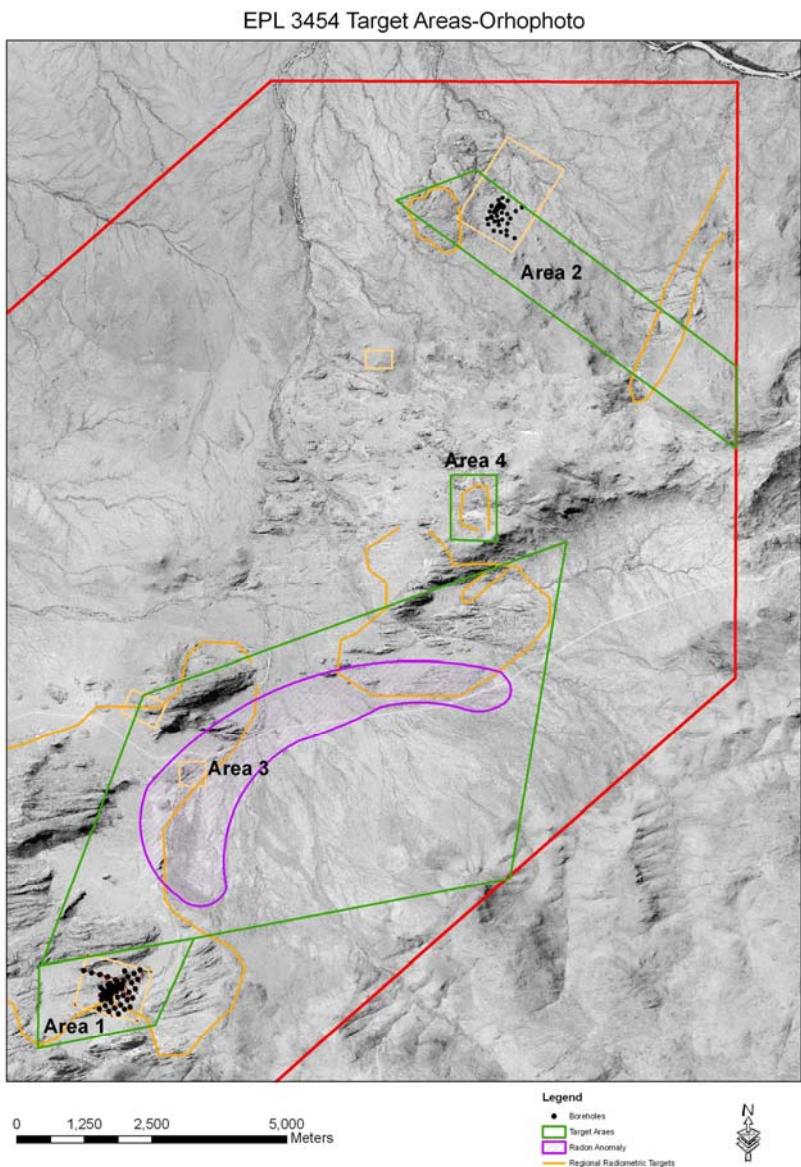 EPL 3454 Target Areas-Orhophoto
Area 2
Area 4
Area 3
Area 1
0 1,250 2,500 5,000
Meters
Legend
Boreholes
Target Araes
Radon Anomaly
Regional Radiometric Targets
N